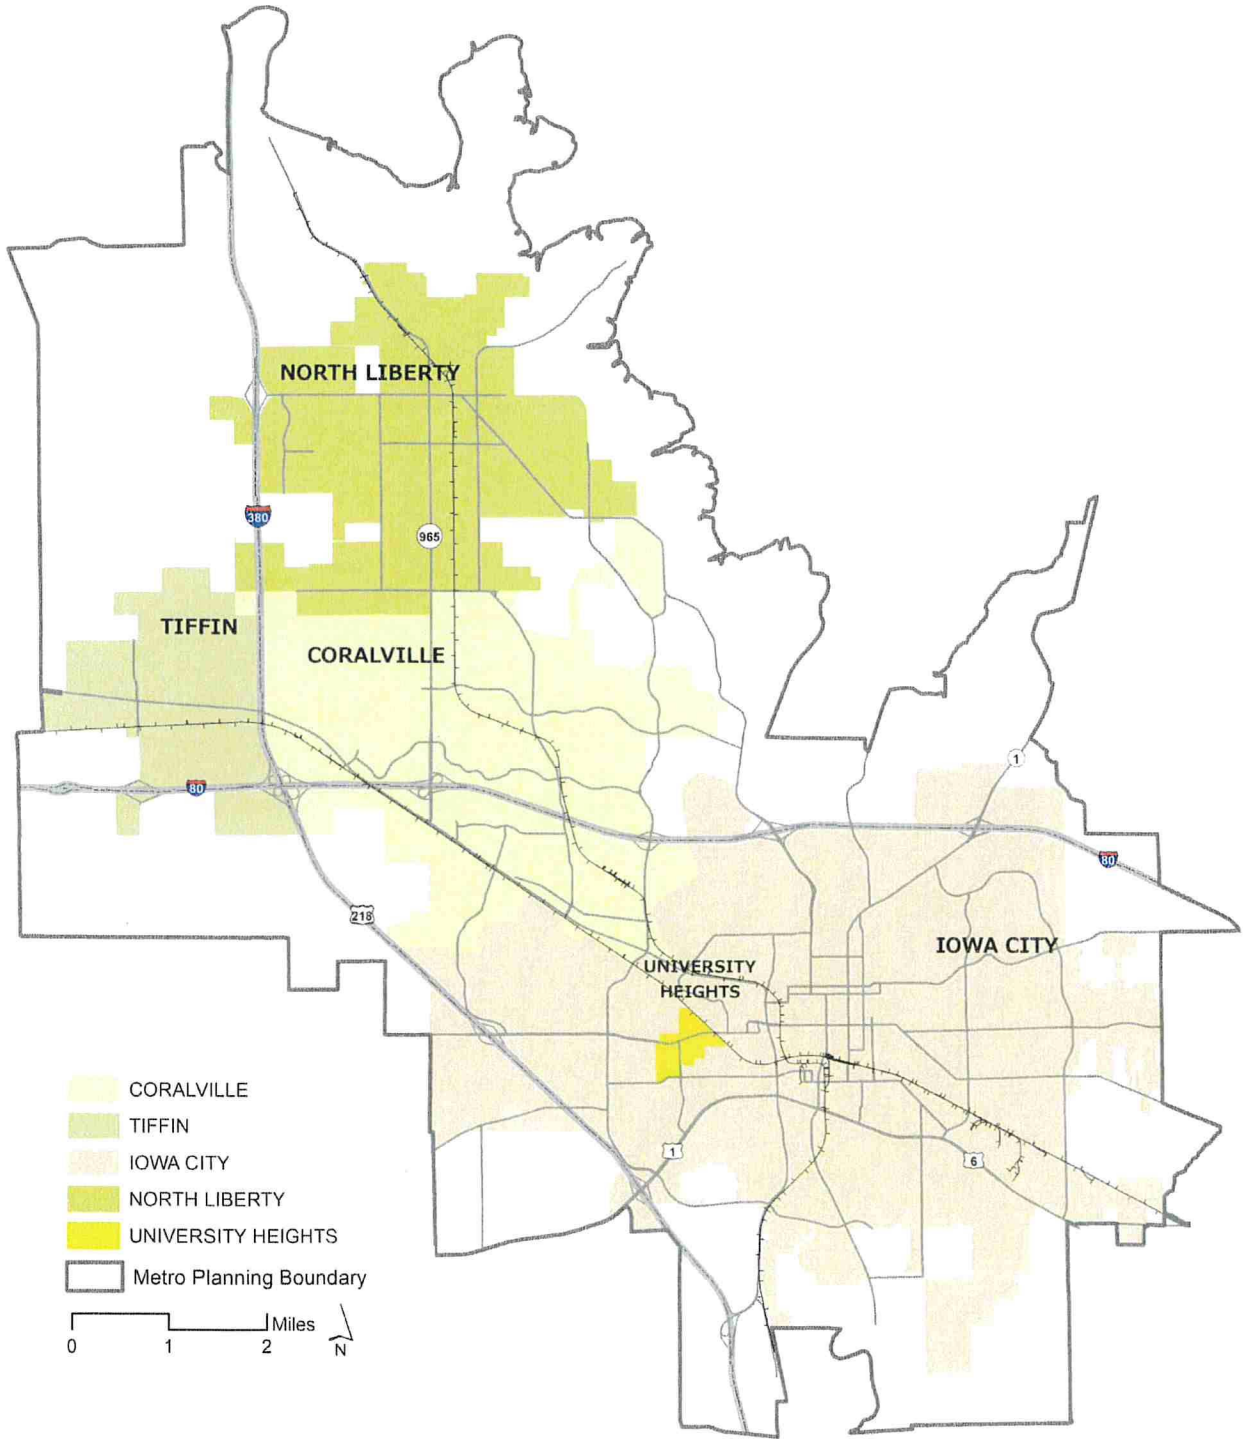 NORTH LIBERTY
380
965
TIFFIN
CORALVILLE
1
80
80
218
IOWA CITY
UNIVERSITY
HEIGHTS
CORALVILLE
TIFFIN
IOWA CITY
NORTH LIBERTY
UNIVERSITY HEIGHTS
Metro Planning Boundary
1
6
Miles
0 1 2 N